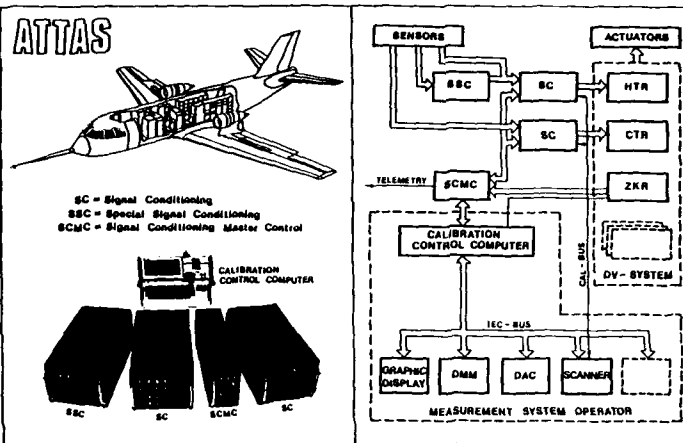 ATTAS
SC = Signal Conditioning
SSC = Special Signal Conditioning
SCMC = Signal Conditioning Master Control
CALIBRATION
CONTROL COMPUTER
SSC
SC
SCMC
SC
SENSORS
ACTUATORS
SSC
SC
HTR
SC
CTR
TELEMETRY
SCMC
ZKR
CALIBRATION
CONTROL COMPUTER
CAL-BUS
DV-SYSTEM
IEC-BUS
GRAPHIC
DISPLAY
DMM
DAC
SCANNER
MEASUREMENT SYSTEM OPERATOR